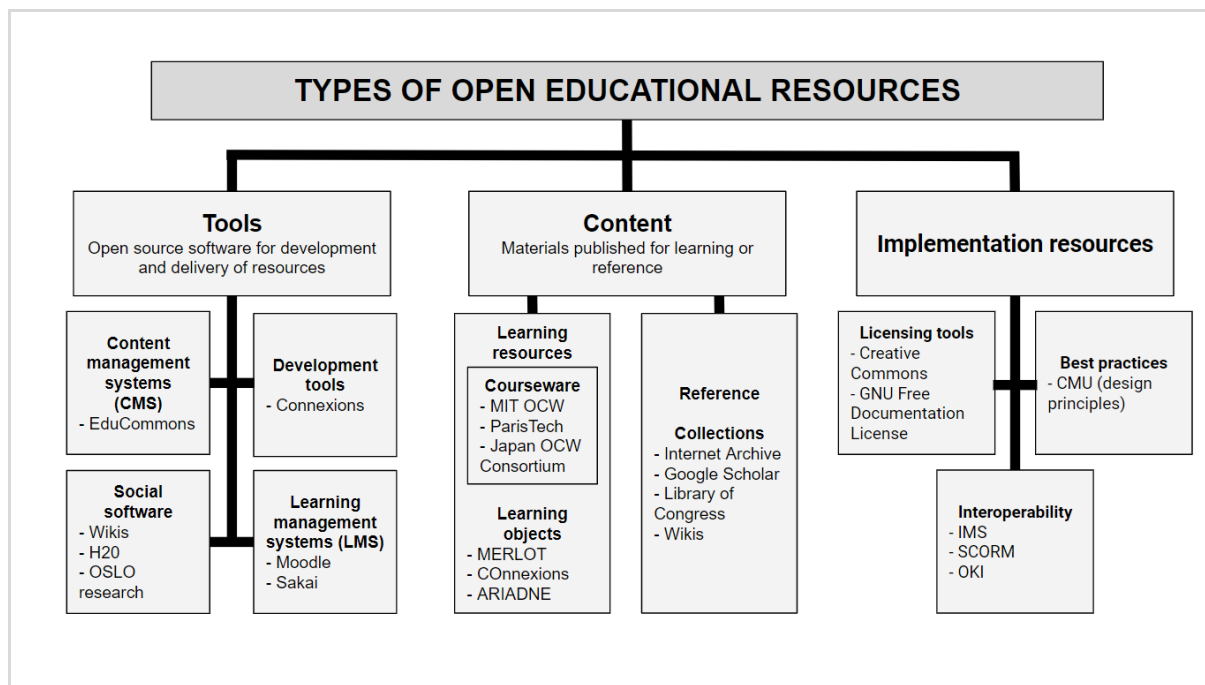 TYPES OF OPEN EDUCATIONAL RESOURCES
Tools
Open source software for development
and delivery of resources
Content
management
systems
(CMS)
- EduCommons
Development
tools
- Connexions
Social
software
- Wikis
- H20
- OSLO
research
Learning
management
systems (LMS)
- Moodle
- Sakai
Content
Materials published for learning or
reference
Learning
resources
Courseware
- MIT OCW
- ParisTech
- Japan OCW
Consortium
Learning
objects
- MERLOT
- COnnexions
- ARIADNE
Reference
Collections
- Internet Archive
- Google Scholar
- Library of
Congress
- Wikis
Implementation resources
Licensing tools
- Creative
Commons
- GNU Free
Documentation
License
Best practices
- CMU (design
principles)
Interoperability
- IMS
- SCORM
- OKI